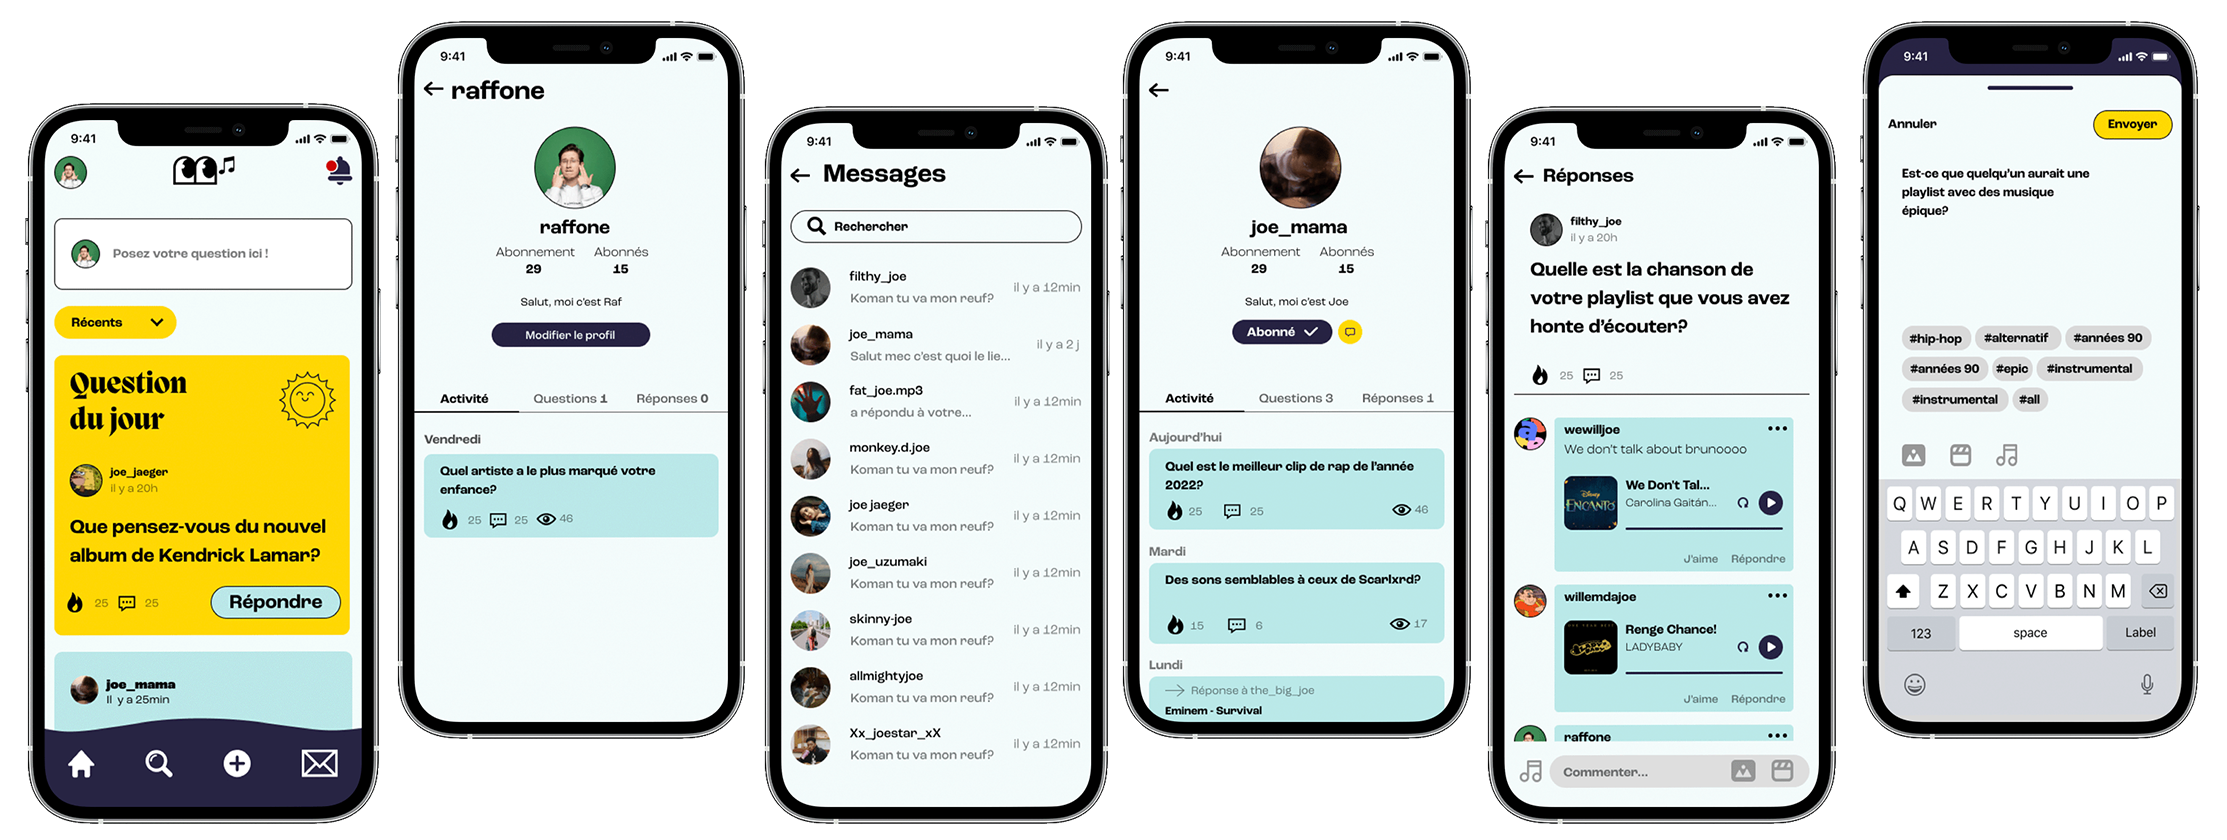 9:41
Posez votre question ici !
Récents
Question
du jour
joe_jaeger
il y a 20h
Que pensez-vous du nouvel
album de Kendrick Lamar?
25 25
Répondre
joe_mama
Il y a 25min
9:41
raffone
raffone
Abonnement Abonnés
29 15
Salut, moi c'est Raf
Modifier le profil
Activité Questions 1 Réponses 0
Vendredi
Quel artiste a le plus marqué votre
enfance?
25 25 46
9:41
Messages
Rechercher
filthy_joe
Koman tu va mon reuf? il y a 12min
joe_mama
Salut mec c'est quoi le lie... il y a 2 j
fat_joe.mp3
a répondu à votre... il y a 12min
monkey.d.joe
Koman tu va mon reuf? il y a 12min
joe jaeger
Koman tu va mon reuf? il y a 12min
joe_uzumaki
Koman tu va mon reuf? il y a 12min
skinny-joe
Koman tu va mon reuf? il y a 12min
allmightyjoe
Koman tu va mon reuf? il y a 12min
Xx_joestar_xX
Koman tu va mon reuf? il y a 12min
9:41
joe_mama
Abonnement Abonnés
29 15
Salut, moi c'est Joe
Abonné
Activité Questions 3 Réponses 1
Aujourd'hui
Quel est le meilleur clip de rap de l'année
2022?
25 25 46
Mardi
Des sons semblables à ceux de Scarlxrd?
15 6 17
Lundi
Réponse à the_big_joe
Eminem - Survival
9:41
Réponses
filthy_joe
il y a 20h
Quelle est la chanson de
votre playlist que vous avez
honte d'écouter?
25 25
wewilljoe
We don't talk about brunoooo
Disney
ENCANTO
We Don't Tal...
Carolina Gaitán...
J'aime Répondre
willemdajoe
Renge Chance!
LADYBABY
J'aime Répondre
raffone
Commenter...
9:41
Annuler
Envoyer
Est-ce que quelqu'un aurait une
playlist avec des musique
épique?
#hip-hop #alternatif #années 90
#années 90 #epic #instrumental
#instrumental #all
Q W E R T Y U I O P
A S D F G H J K L
Z X C V B N M
123 space Label